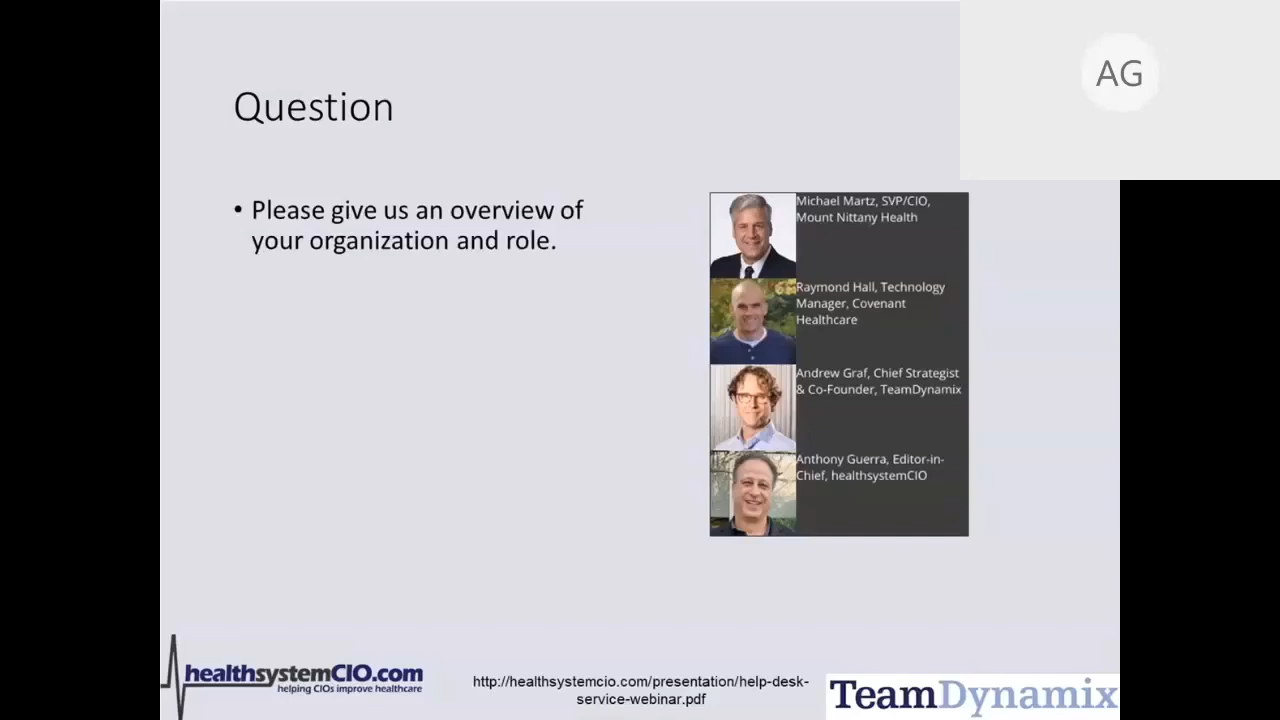 AG
Question
• Please give us an overview of
your organization and role.
Michael Martz, SVP/CIO,
Mount Nittany Health
Raymond Hall, Technology
Manager, Covenant
Healthcare
Andrew Graf, Chief Strategist
& Co-Founder, TeamDynamix
Anthony Guerra, Editor-in-
Chief, healthsystemCIO
healthsystemCIO.com
helping CIOs improve healthcare
http://healthsystemcio.com/presentation/help-desk-
service-webinar.pdf
TeamDynamix